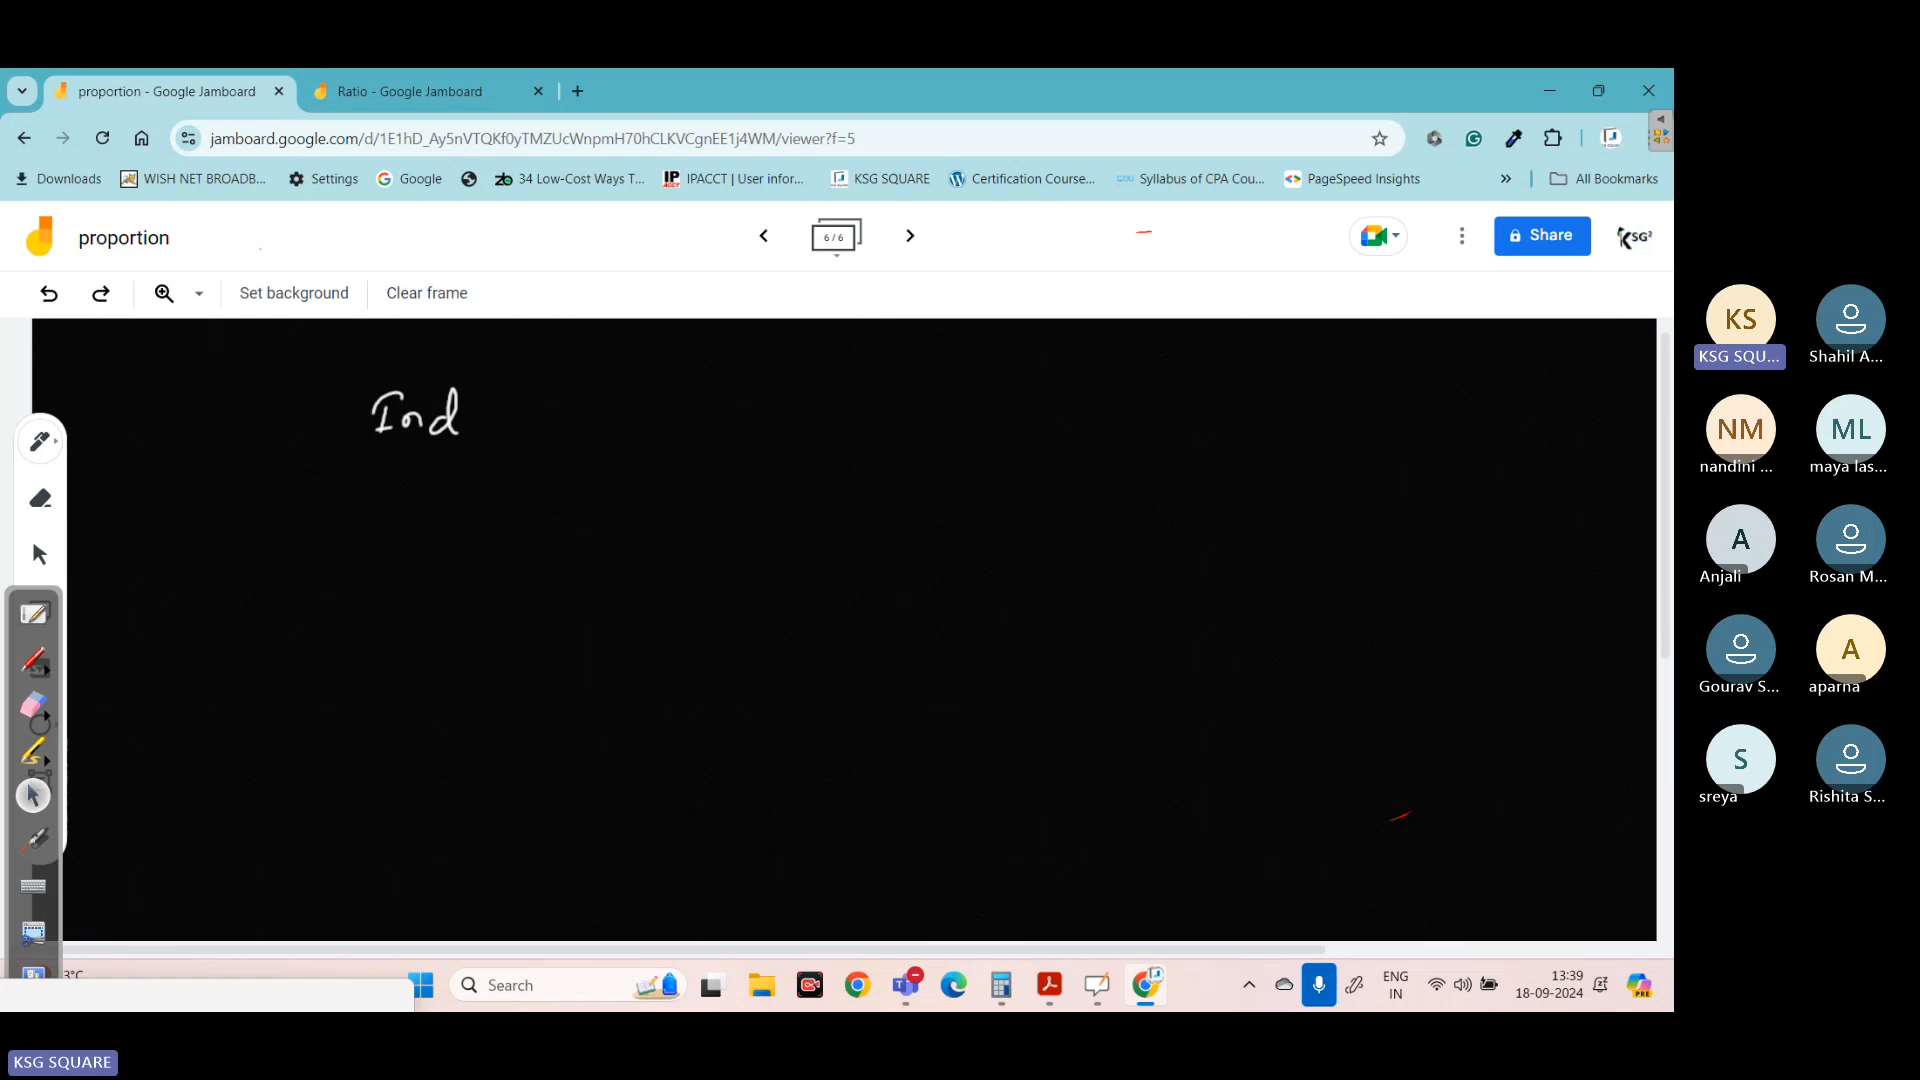 proportion - Google Jamboard
Ratio - Google Jamboard
jamboard.google.com/d/1E1hD_Ay5nVTQKf0yTMZUcWnpmH70hCLKVCgnEE1j4WM/viewer?f=5
Downloads WISH NET BROADB... Settings Google 34 Low-Cost Ways T... IPACCT | User infor... KSG SQUARE Certification Course... Syllabus of CPA Cou... PageSpeed Insights » All Bookmarks
proportion 6 / 6 Share KSG²
Set background Clear frame
Ind
KS
KSG SQU... Shahil A...
NM ML
nandini ... maya las...
A
Anjali Rosan M...
A
Gourav S... aparna
S
sreya Rishita S...
3°C
Search
ENG
IN
13:39
18-09-2024
PRE
KSG SQUARE